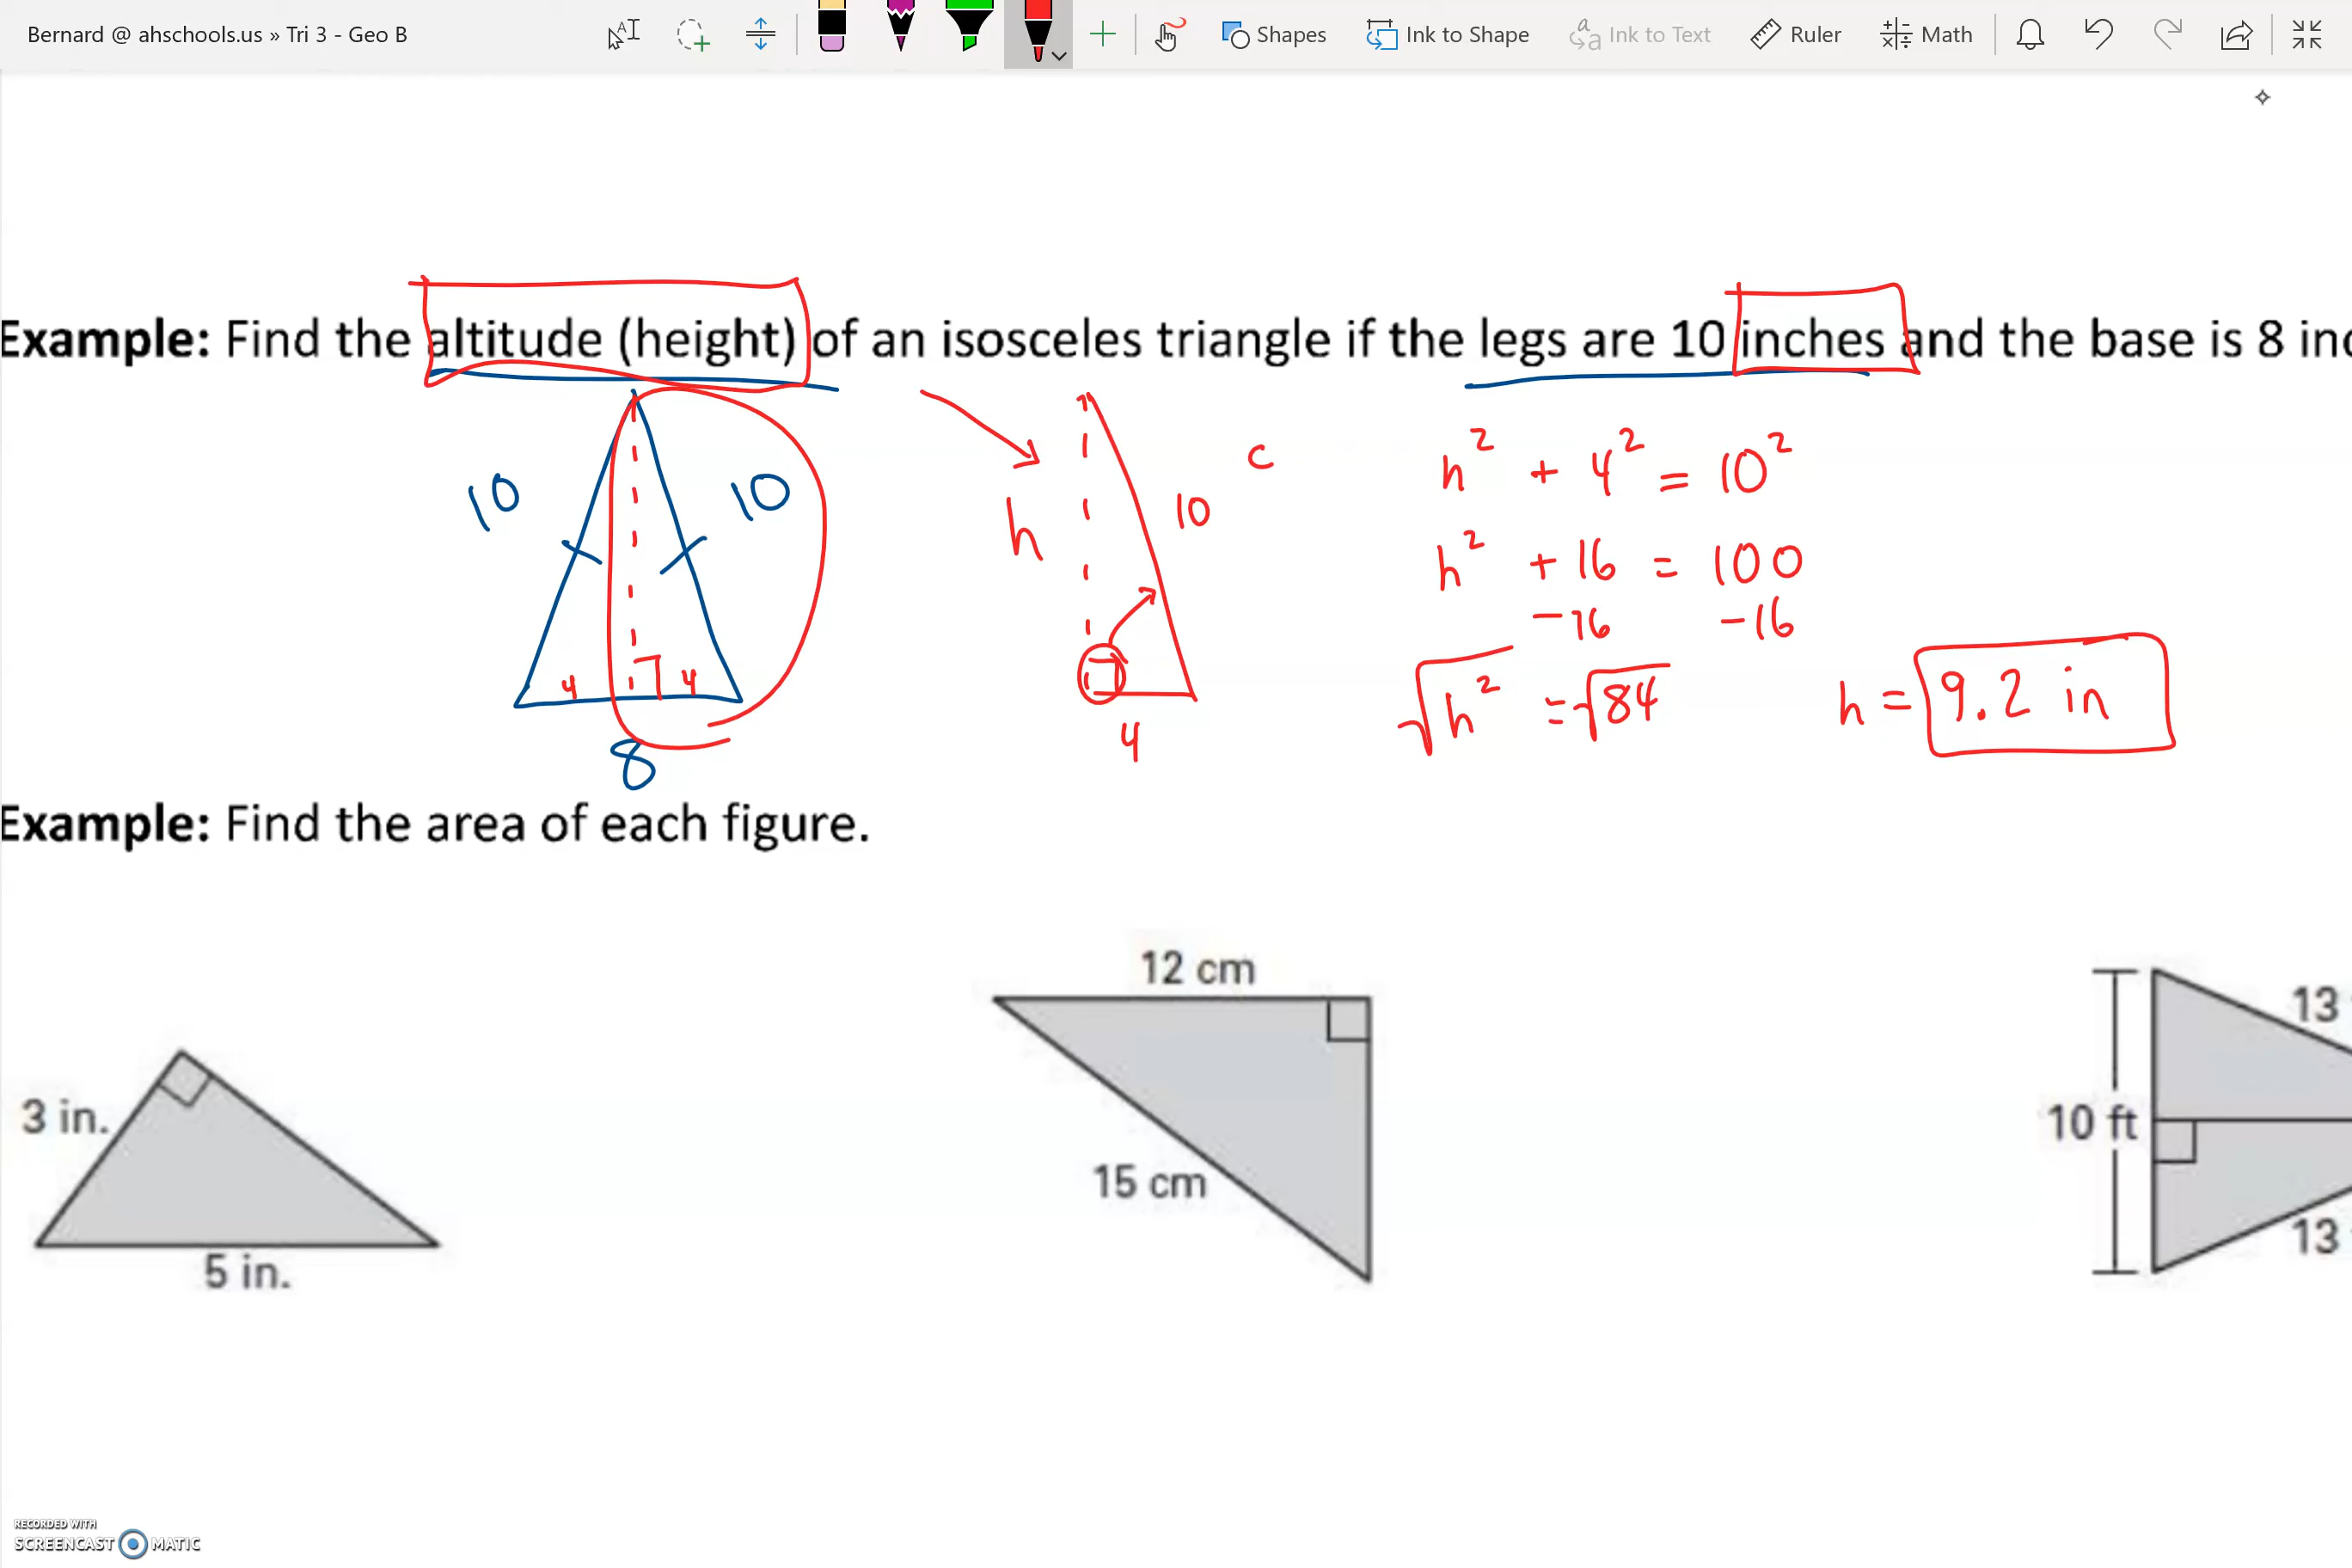 Bernard @ ahschools.us » Tri 3 - Geo B
Shapes Ink to Shape Ink to Text Ruler Math
Example: Find the altitude (height) of an isosceles triangle if the legs are 10 inches and the base is 8 inc
10 10
4 4
8
h
10
c
4
h² + 4² = 10²
h² + 16 = 100
-16 -16
√h² = √84
h = 9.2 in
Example: Find the area of each figure.
3 in.
5 in.
12 cm
15 cm
10 ft
13
13
RECORDED WITH
SCREENCAST MATIC